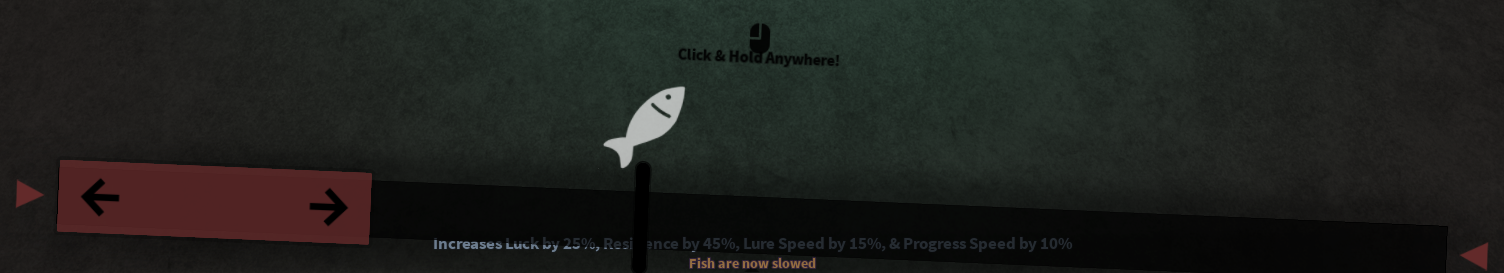 Click & Hold Anywhere!
Increases Luck by 25%, Resilience by 45%, Lure Speed by 15%, & Progress Speed by 10%
Fish are now slowed